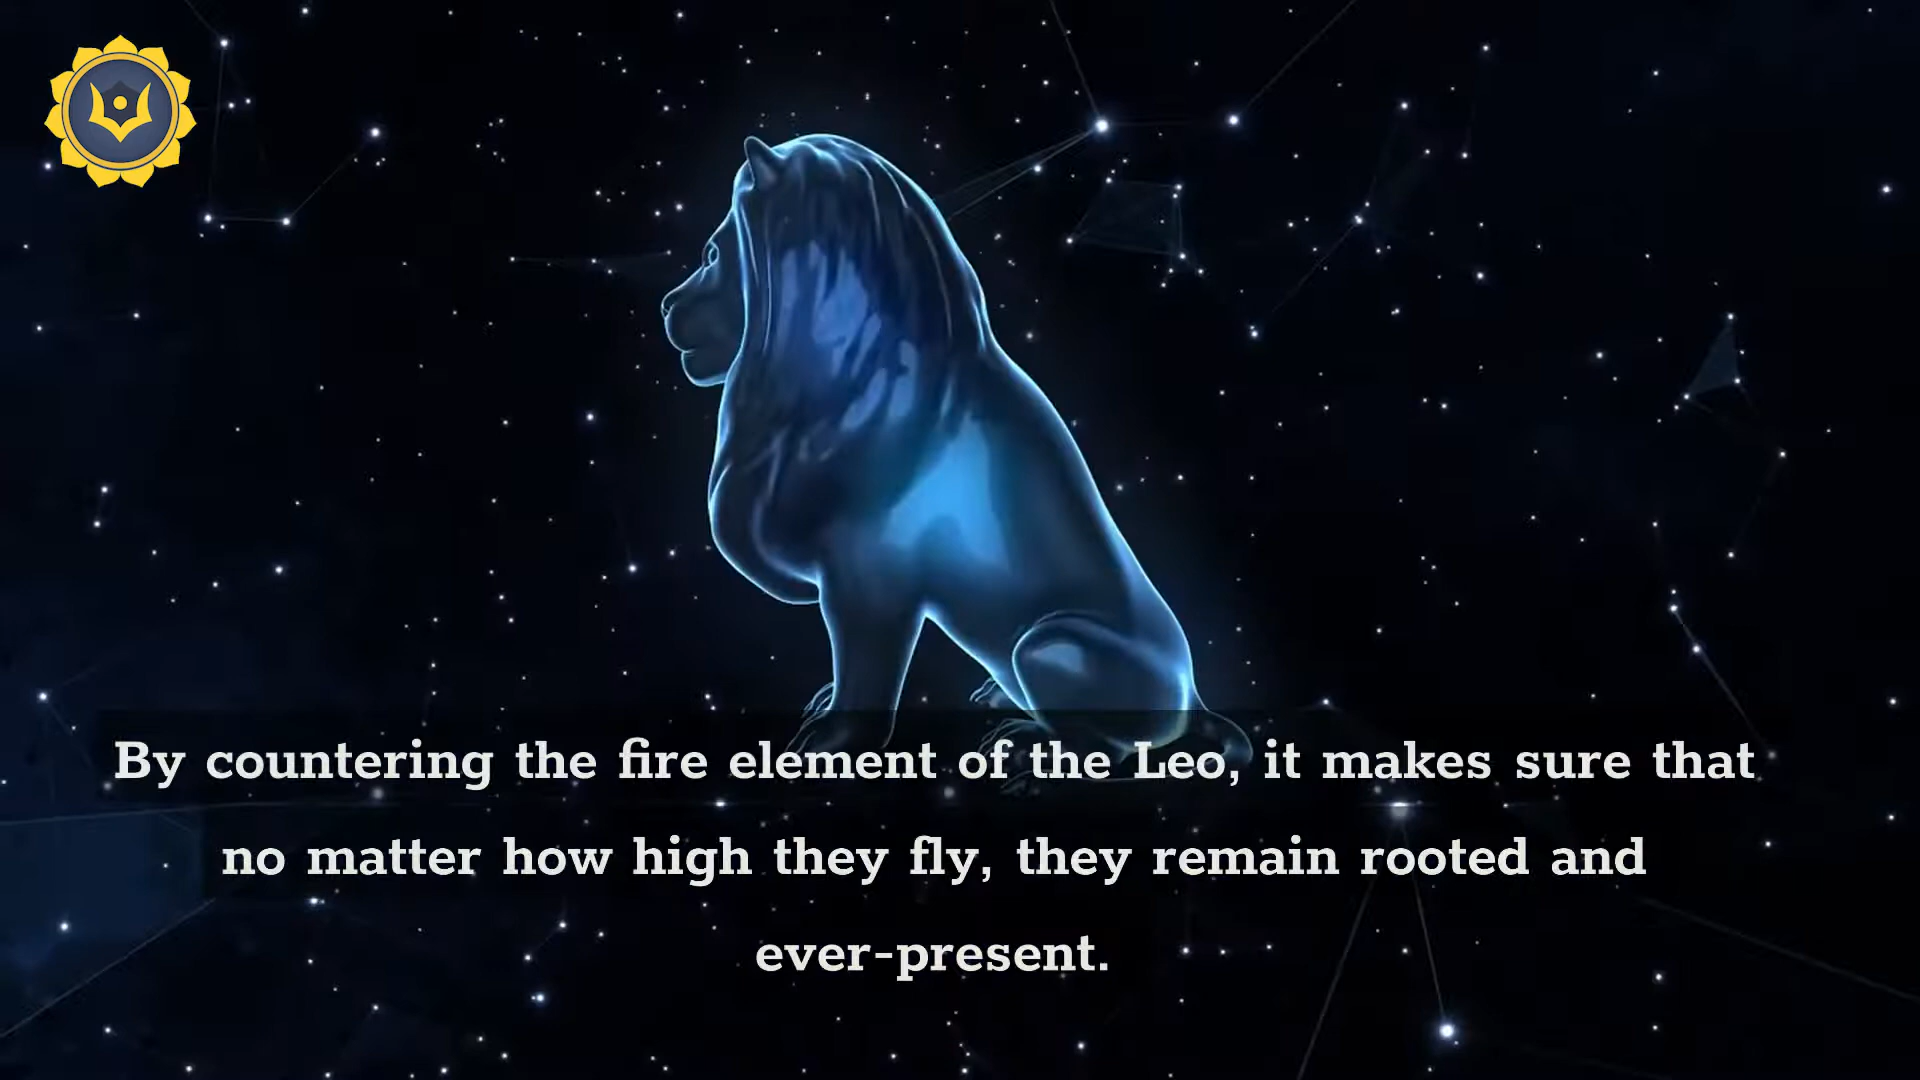 By countering the fire element of the Leo, it makes sure that
no matter how high they fly, they remain rooted and
ever-present.